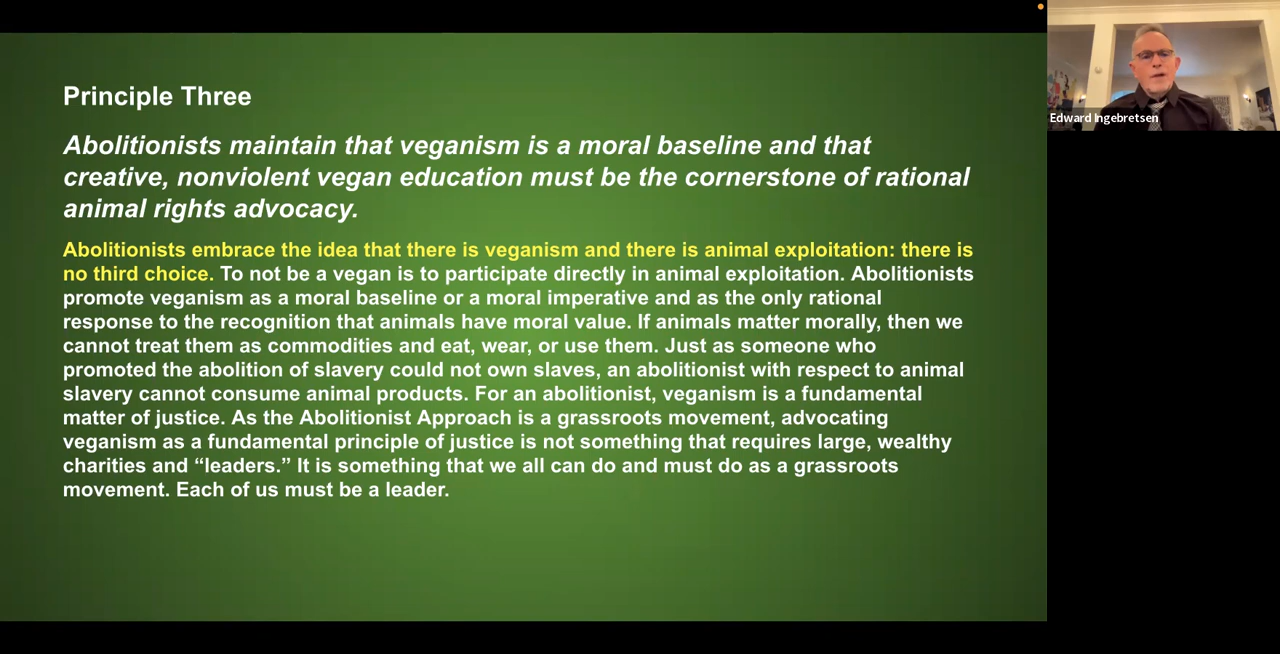 Principle Three
Abolitionists maintain that veganism is a moral baseline and that
creative, nonviolent vegan education must be the cornerstone of rational
animal rights advocacy.
Abolitionists embrace the idea that there is veganism and there is animal exploitation: there is
no third choice. To not be a vegan is to participate directly in animal exploitation. Abolitionists
promote veganism as a moral baseline or a moral imperative and as the only rational
response to the recognition that animals have moral value. If animals matter morally, then we
cannot treat them as commodities and eat, wear, or use them. Just as someone who
promoted the abolition of slavery could not own slaves, an abolitionist with respect to animal
slavery cannot consume animal products. For an abolitionist, veganism is a fundamental
matter of justice. As the Abolitionist Approach is a grassroots movement, advocating
veganism as a fundamental principle of justice is not something that requires large, wealthy
charities and “leaders.” It is something that we all can do and must do as a grassroots
movement. Each of us must be a leader.
Edward Ingebretsen